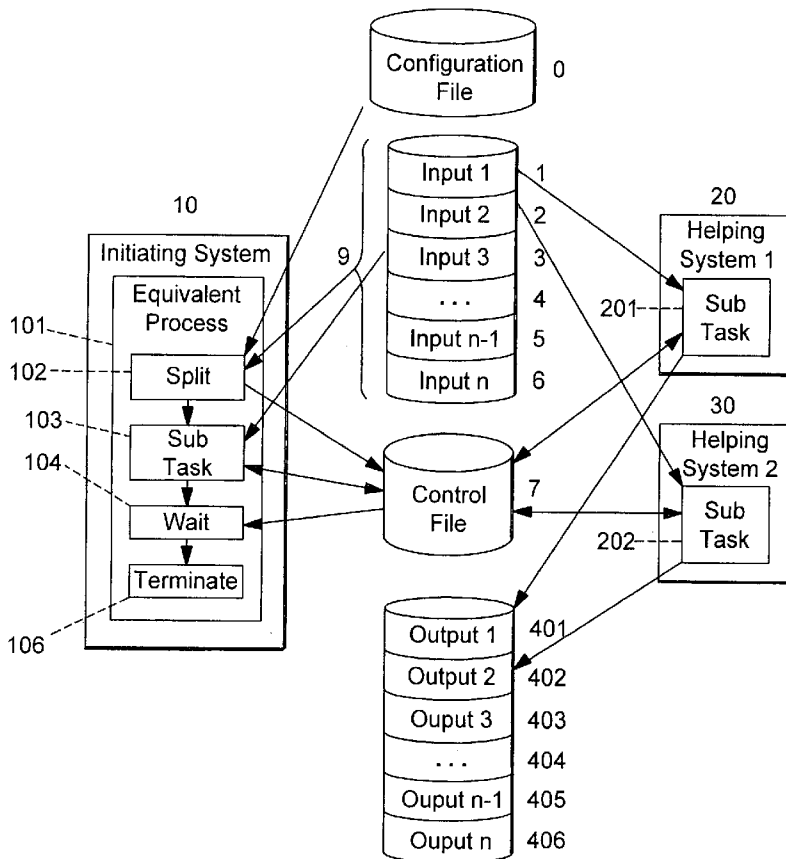 Configuration
File
0
Input 1
1
Input 2
2
Input 3
3
. . .
4
Input n-1
5
Input n
6
9
10
Initiating System
Equivalent
Process
101
Split
102
Sub
Task
103
Wait
104
Terminate
106
Control
File
7
20
Helping
System 1
Sub
Task
201
30
Helping
System 2
Sub
Task
202
Output 1
401
Output 2
402
Ouput 3
403
. . .
404
Ouput n-1
405
Ouput n
406